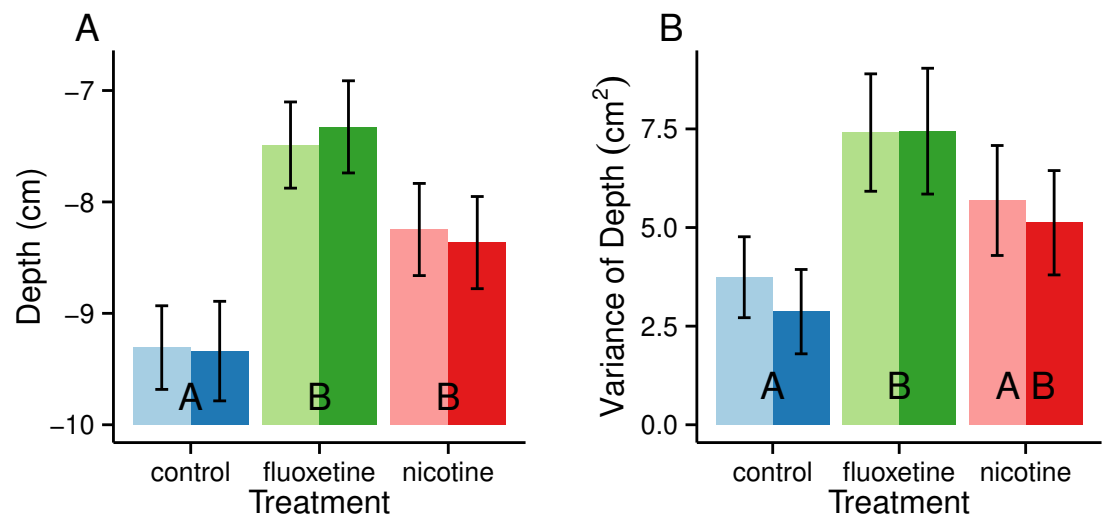 A
Depth (cm)
−7
−8
−9
−10
A
B
B
control
fluoxetine
nicotine
Treatment
B
Variance of Depth (cm²)
7.5
5.0
2.5
0.0
A
B
A B
control
fluoxetine
nicotine
Treatment